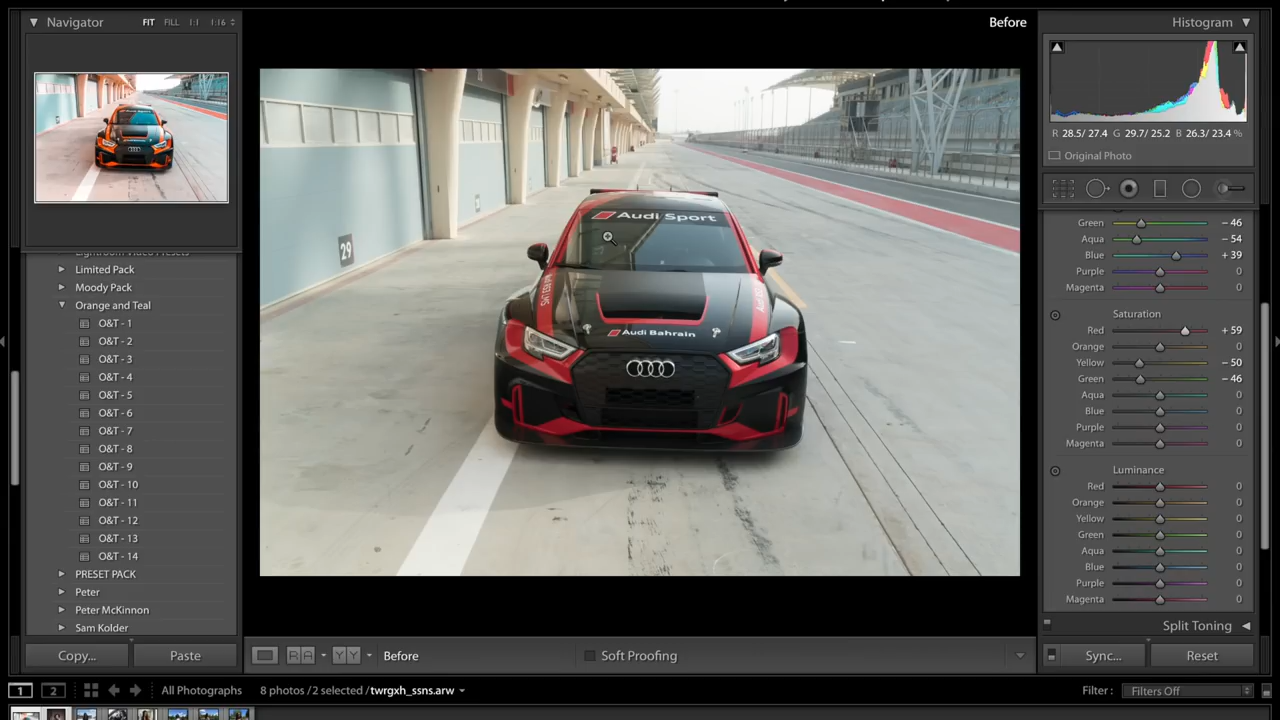 Navigator FIT FILL 1:1 1:16
Before
Histogram
R 28.5/ 27.4 G 29.7/ 25.2 B 26.3/ 23.4 %
Original Photo
Lightroom Video Presets
Limited Pack
Moody Pack
Orange and Teal
O&T - 1
O&T - 2
O&T - 3
O&T - 4
O&T - 5
O&T - 6
O&T - 7
O&T - 8
O&T - 9
O&T - 10
O&T - 11
O&T - 12
O&T - 13
O&T - 14
PRESET PACK
Peter
Peter McKinnon
Sam Kolder
Copy...
Paste
29
Audi Sport
Audi Bahrain
Green - 46
Aqua - 54
Blue + 39
Purple 0
Magenta 0
Saturation
Red + 59
Orange 0
Yellow - 50
Green - 46
Aqua 0
Blue 0
Purple 0
Magenta 0
Luminance
Red 0
Orange 0
Yellow 0
Green 0
Aqua 0
Blue 0
Purple 0
Magenta 0
Split Toning
R A Y Y Before
Soft Proofing
Sync...
Reset
1 2 All Photographs 8 photos / 2 selected / twrgxh_ssns.arw
Filter : Filters Off